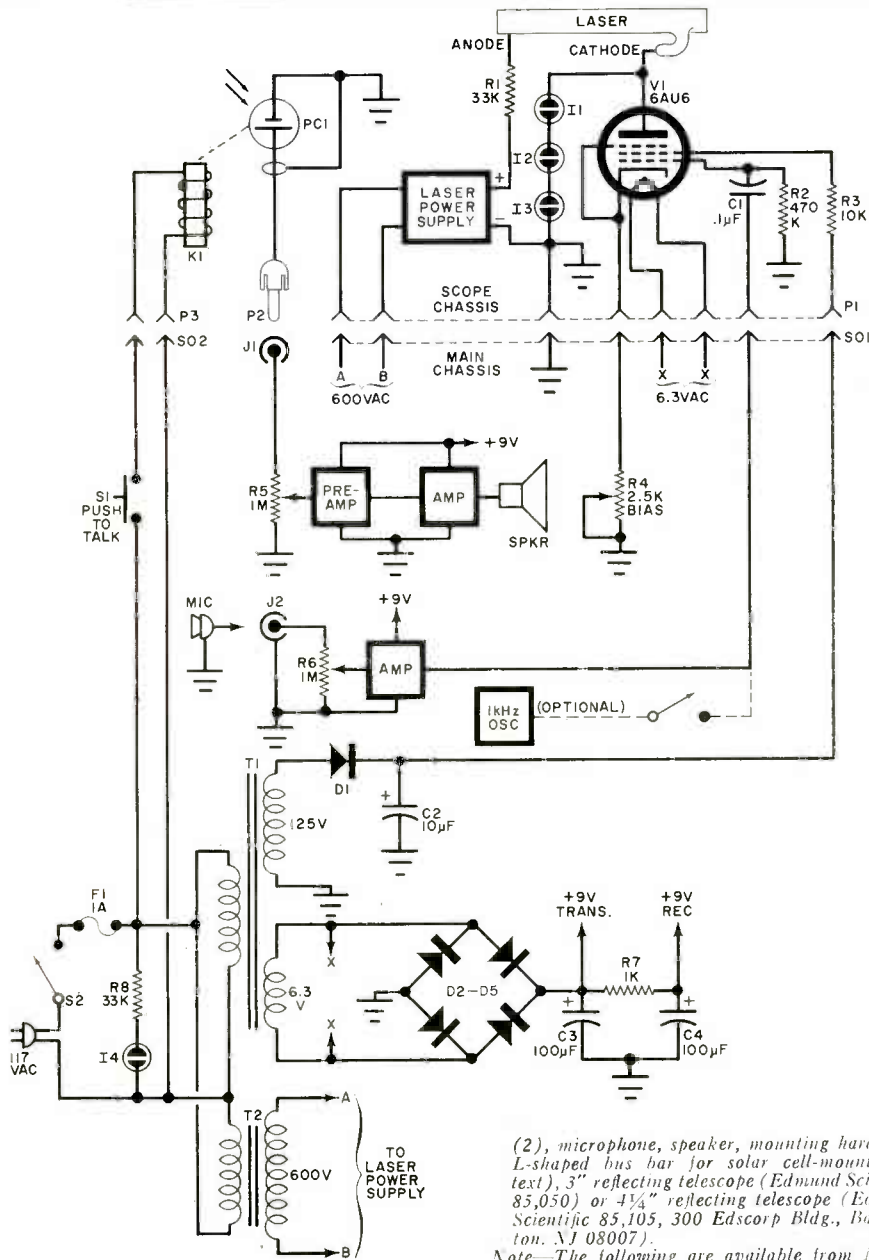 LASER
ANODE
CATHODE
R1
33K
V1
6AU6
I1
I2
I3
PC1
K1
LASER
POWER
SUPPLY
+
−
C1
.1µF
R2
470
K
R3
10K
P3
SO2
P2
J1
SCOPE
CHASSIS
MAIN
CHASSIS
P1
SO1
A
B
600VAC
X
X
6.3VAC
S1
PUSH
TO
TALK
R5
1M
PRE-
AMP
AMP
+9V
SPKR
R4
2.5K
BIAS
MIC
J2
R6
1M
+9V
AMP
1kHz
OSC
(OPTIONAL)
T1
125V
D1
+
C2
10µF
F1
1A
S2
117
VAC
R8
33K
I4
6.3
V
X
X
D2-D5
+9V
TRANS.
+9V
REC
R7
1K
+
C3
100µF
+
C4
100µF
T2
600V
A
B
TO
LASER
POWER
SUPPLY
(2), microphone, speaker, mounting
L-shaped bus bar for solar
text), 3" reflecting telescope (Edmund
85,050) or 4¼" reflecting telescope
Scientific 85,105, 300 Edscorp Bldg.,
ton, NJ 08007).
Note—The following are available from